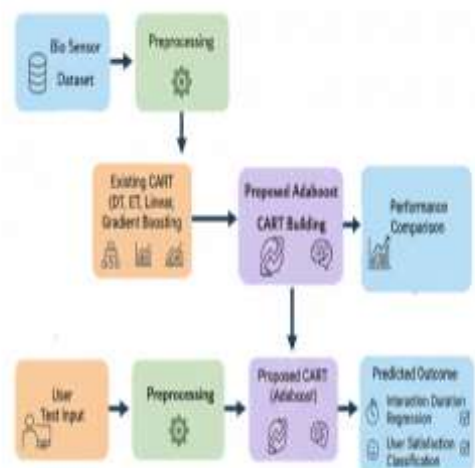 Bio Sensor
Dataset
Preprocessing
Existing CART
(DT, ET, Linear,
Gradient Boosting
Proposed Adaboost
CART Building
Performance
Comparison
User
Test Input
Preprocessing
Proposed CART
(Adaboost)
Predicted Outcome
Interaction Duration
Regression
User Satisfaction
Classification